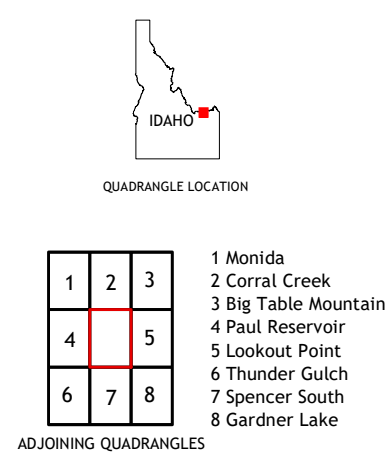 IDAHO
QUADRANGLE LOCATION
1 2 3
4 5
6 7 8
1 Monida
2 Corral Creek
3 Big Table Mountain
4 Paul Reservoir
5 Lookout Point
6 Thunder Gulch
7 Spencer South
8 Gardner Lake
ADJOINING QUADRANGLES